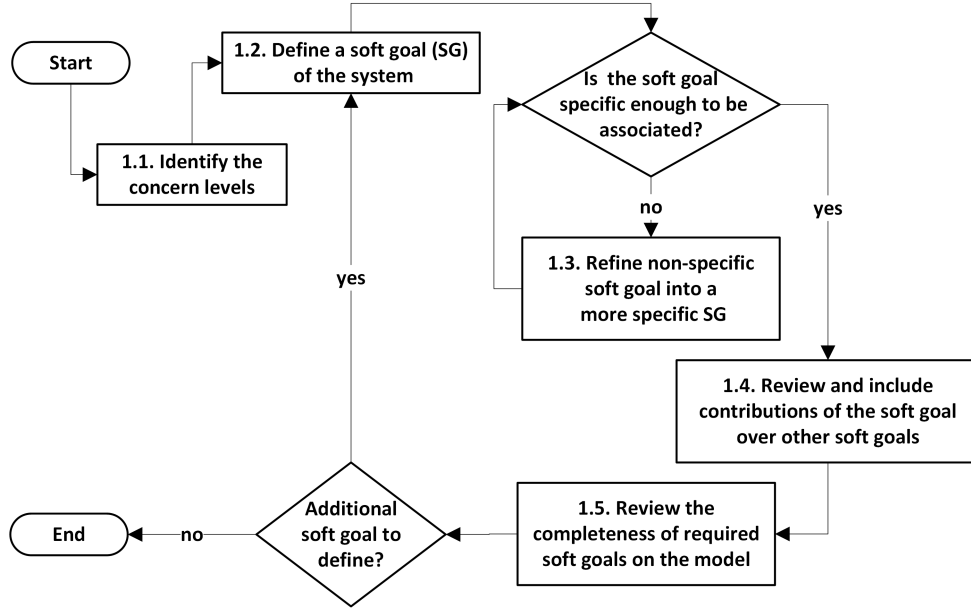 Start
1.1. Identify the
concern levels
1.2. Define a soft goal (SG)
of the system
Is the soft goal
specific enough to be
associated?
no
1.3. Refine non-specific
soft goal into a
more specific SG
yes
1.4. Review and include
contributions of the soft goal
over other soft goals
1.5. Review the
completeness of required
soft goals on the model
Additional
soft goal to
define?
yes
no
End